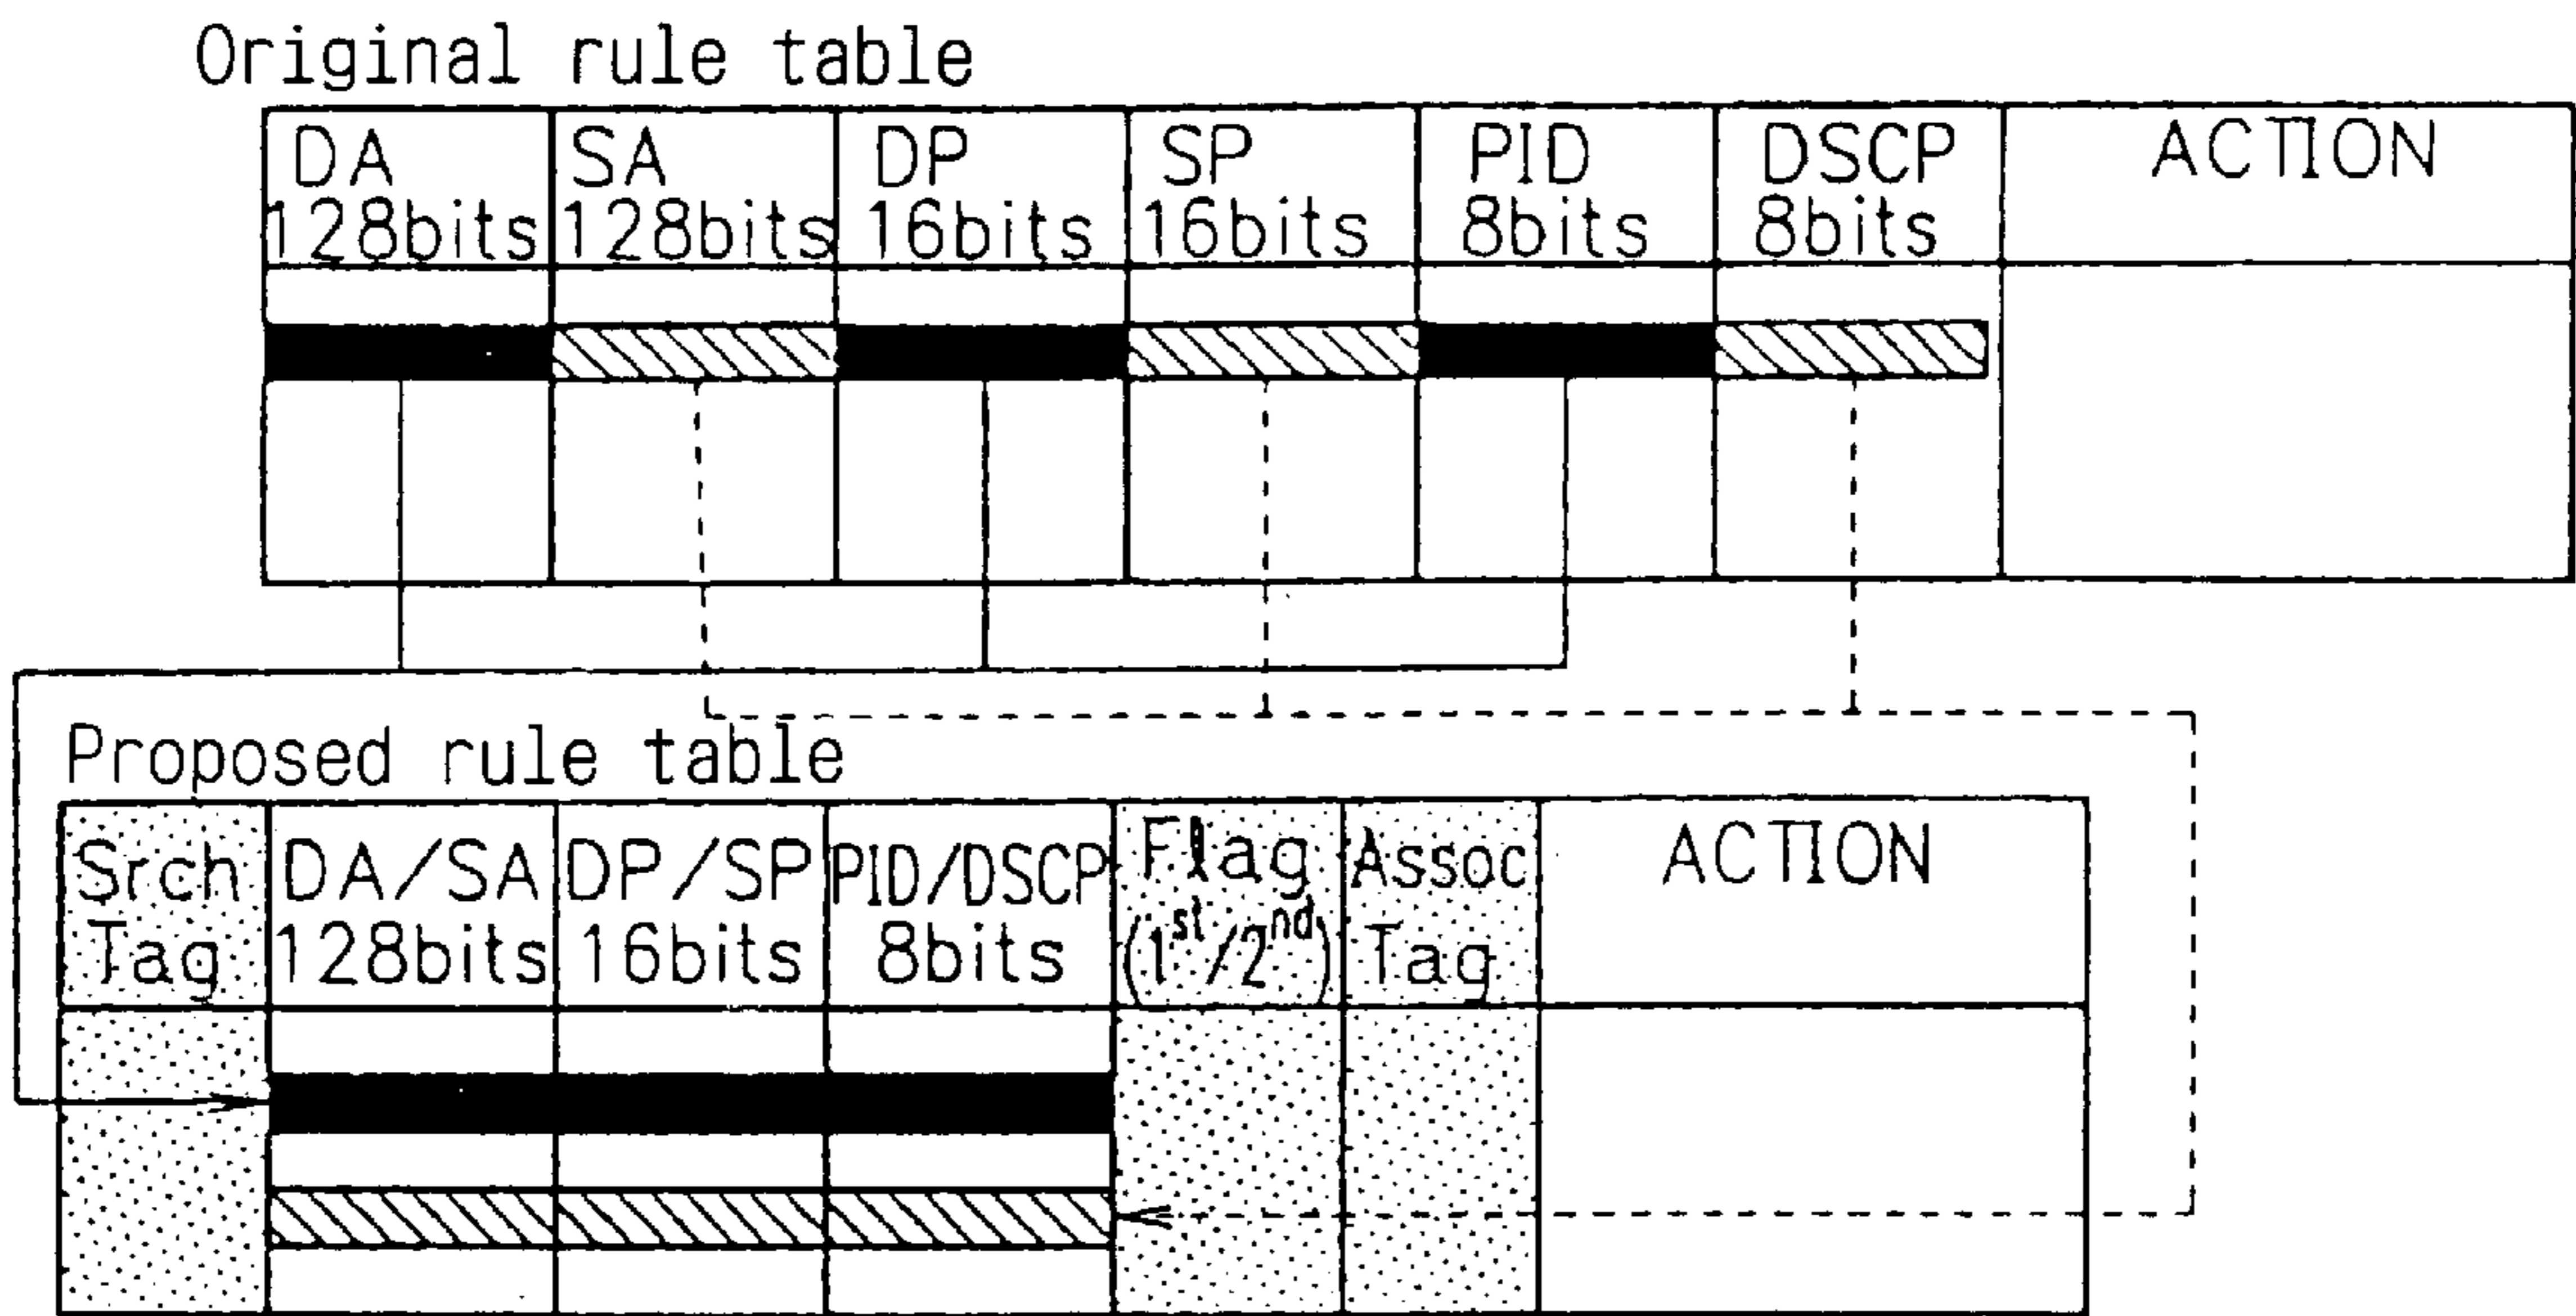 Original rule table
DA SA DP SP PID DSCP ACTION
128bits 128bits 16bits 16bits 8bits 8bits
Proposed rule table
Srch DA/SA DP/SP PID/DSCP Flag Assoc ACTION
Tag 128bits 16bits 8bits (1st/2nd) Tag